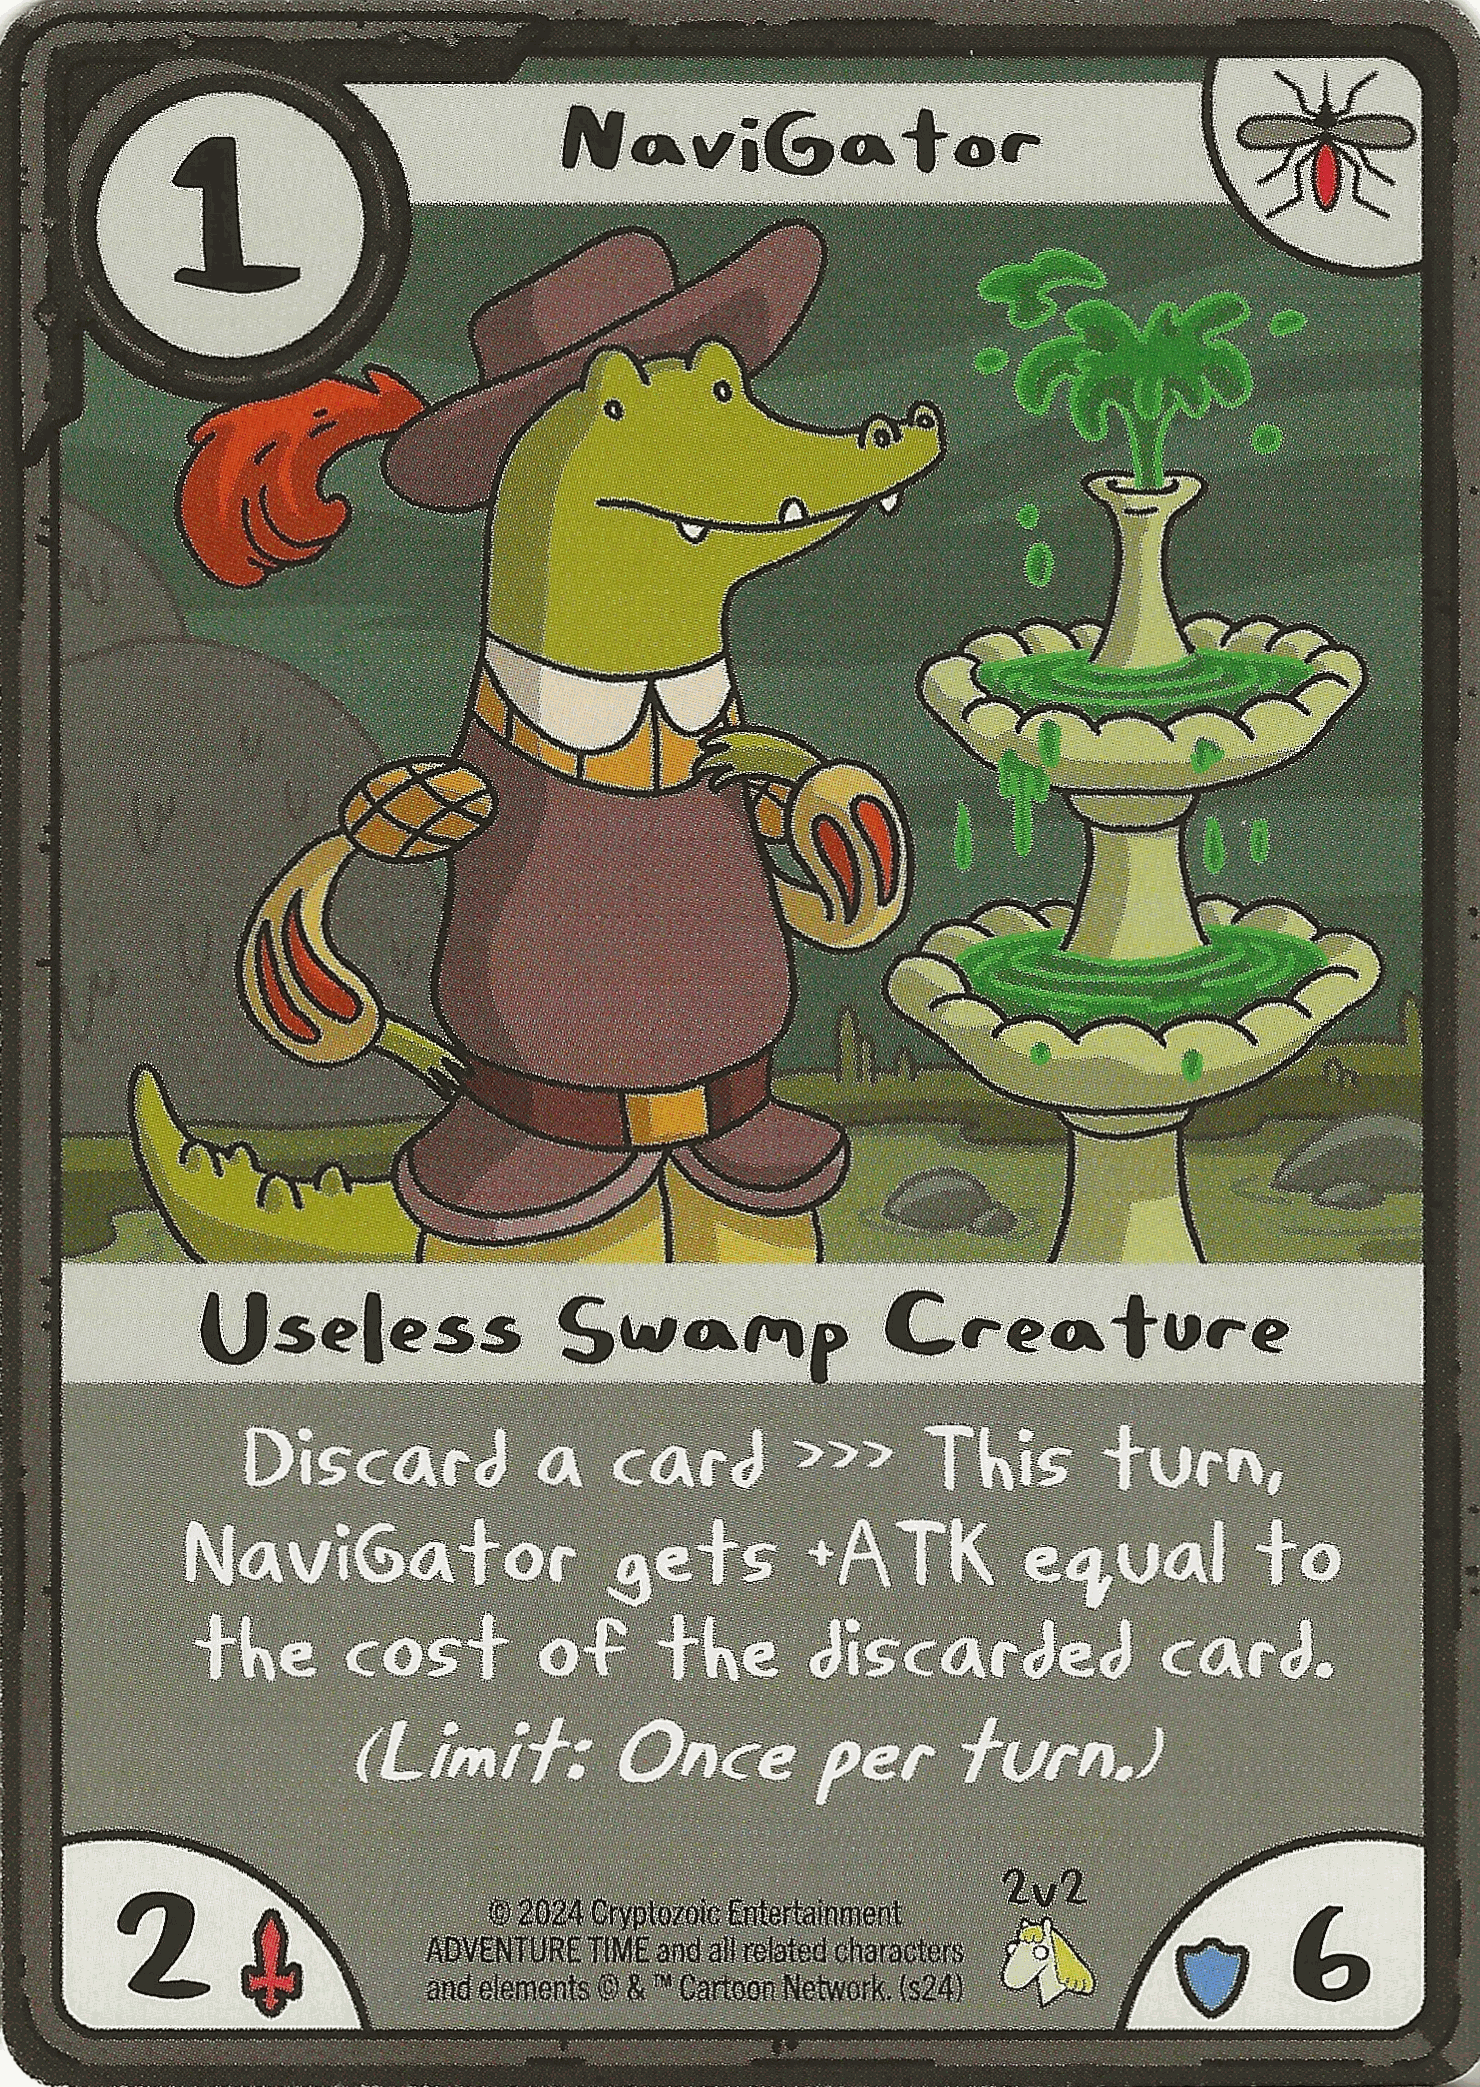 1
NaviGator
Useless Swamp Creature
Discard a card >>> This turn,
NaviGator gets +ATK equal to
the cost of the discarded card.
(Limit: Once per turn.)
2
© 2024 Cryptozoic Entertainment
ADVENTURE TIME and all related characters
and elements © & ™ Cartoon Network. (s24)
2v2
6